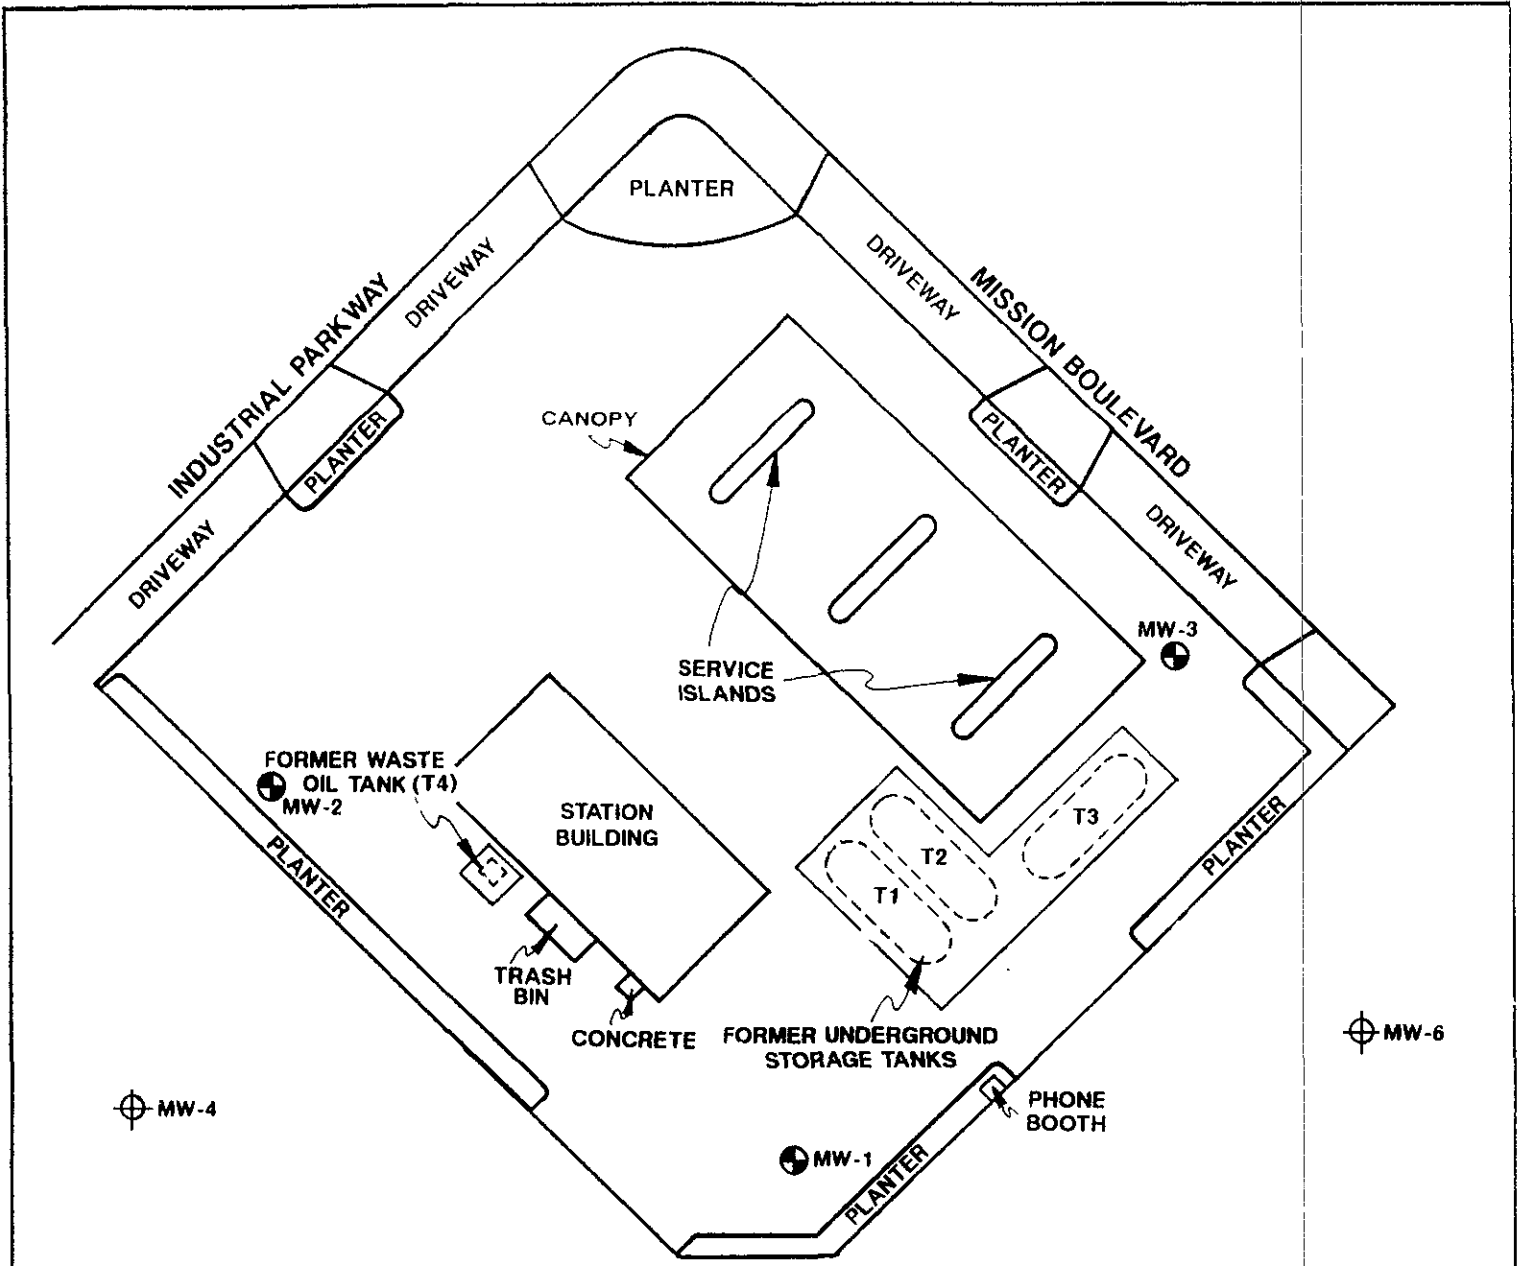 PLANTER
DRIVEWAY
DRIVEWAY
INDUSTRIAL PARKWAY
MISSION BOULEVARD
CANOPY
PLANTER
PLANTER
DRIVEWAY
DRIVEWAY
MW-3
SERVICE
ISLANDS
FORMER WASTE
OIL TANK (T4)
MW-2
STATION
BUILDING
T3
T2
T1
PLANTER
PLANTER
TRASH
BIN
CONCRETE
FORMER UNDERGROUND
STORAGE TANKS
MW-6
MW-4
PHONE
BOOTH
MW-1
PLANTER